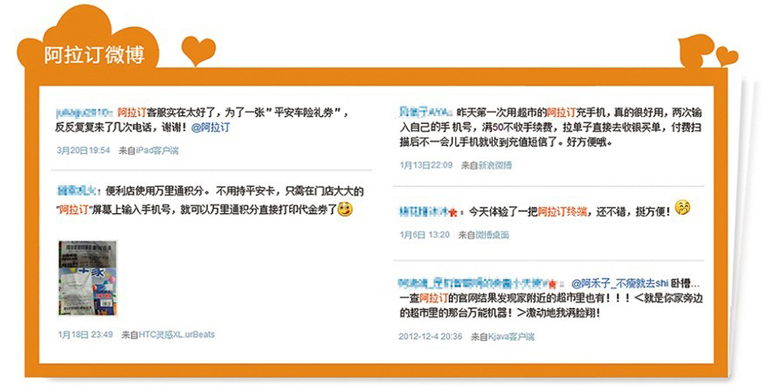 阿拉订微博
阿拉订客服实在太好了，为了一张"平安车险礼券"，
反反复复来了几次电话，谢谢！@阿拉订
3月20日19:54 来自iPad客户端
便利店使用万里通积分。不用持平安卡，只需在门店大大的
"阿拉订"屏幕上输入手机号，就可以万里通积分直接打印代金券了
1月18日 23:49 来自HTC灵感XL.urBeats
昨天第一次用超市的阿拉订充手机，真的很好用，两次输
入自己的手机号，满50不收手续费，拉单子直接去收银买单，付费扫
描后不一会儿手机就收到充值短信了。好方便哦。
1月13日22:09 来自新浪微博
今天体验了一把阿拉订终端，还不错，挺方便！
1月6日 13:20 来自微博桌面
@阿禾子_不瘦就去shi 卧槽...
一查阿拉订的官网结果发现家附近的超市里也有！！！＜就是你家旁边
的超市里的那台万能机器！＞激动地我满脸翔！
2012-12-4 20:36 来自Kjava客户端